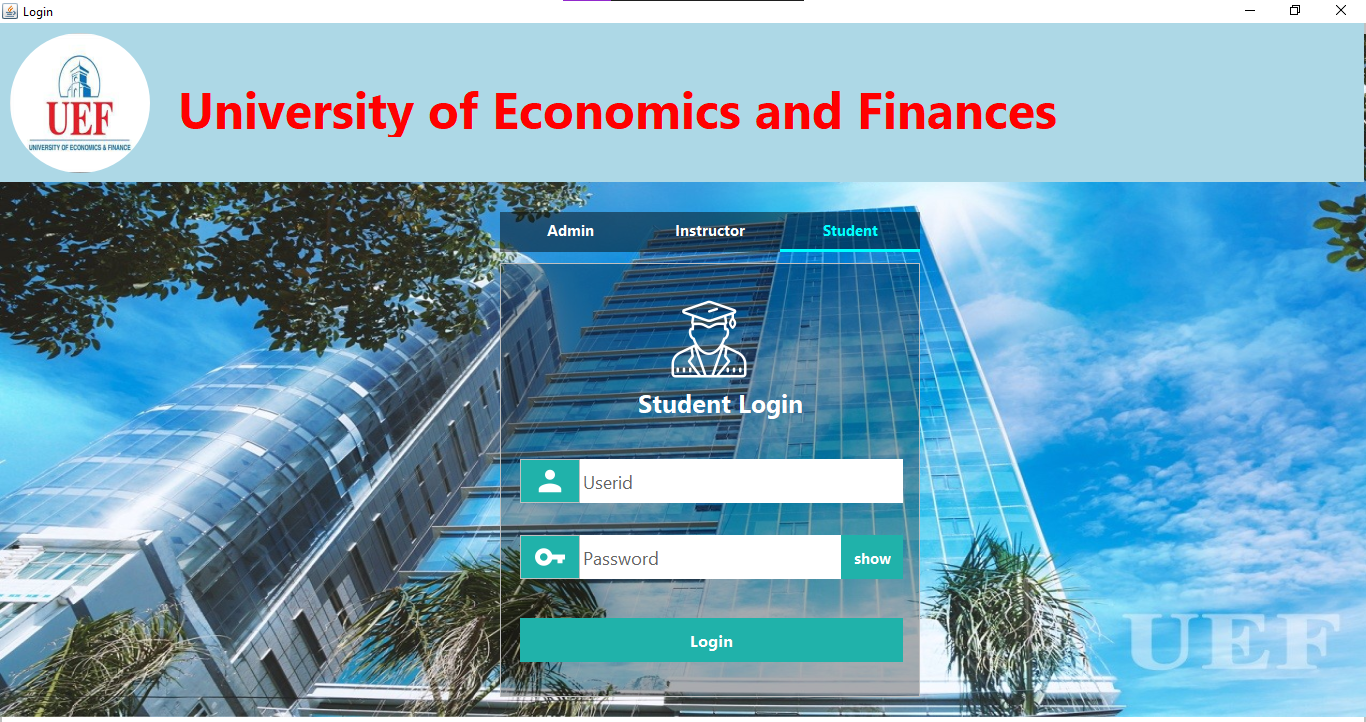 Login
UEF
UNIVERSITY OF ECONOMICS & FINANCE
University of Economics and Finances
Admin Instructor Student
Student Login
Userid
Password show
Login
UEF